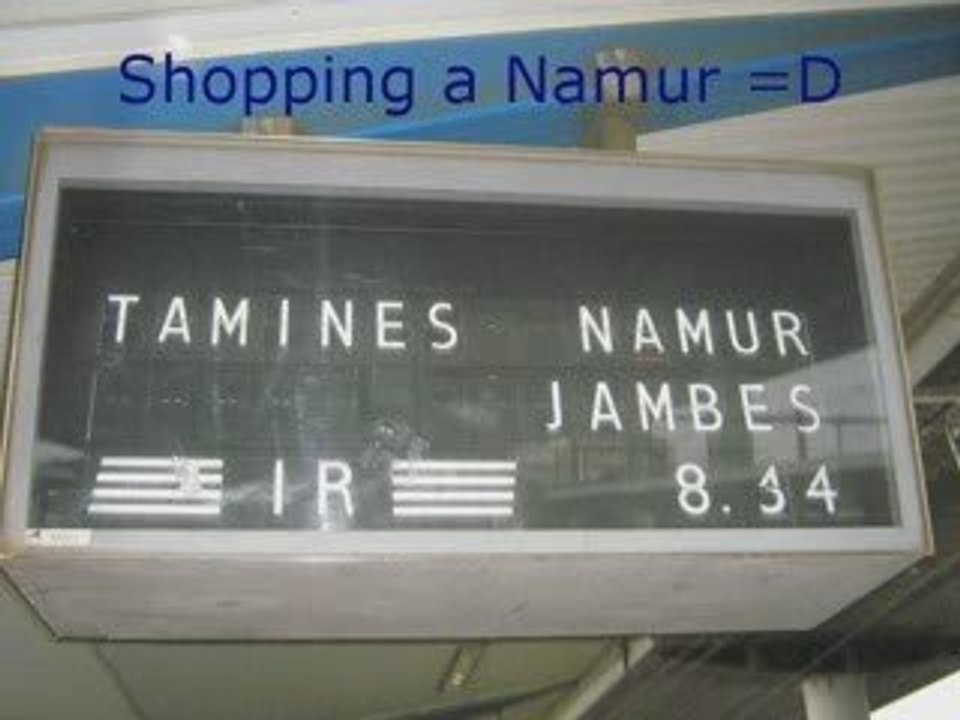 Shopping a Namur =D
TAMINES NAMUR
JAMBES
IR 8.34